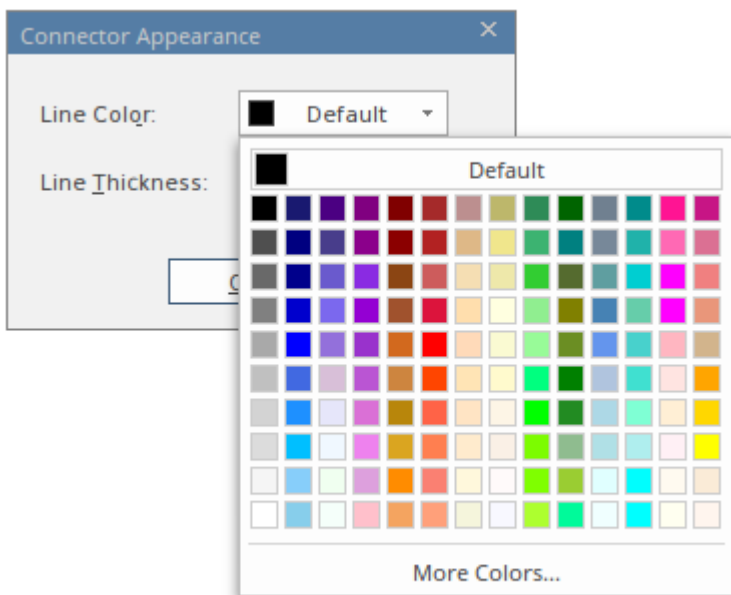 Connector Appearance
Line Color:
Default
Line Thickness:
Default
More Colors...